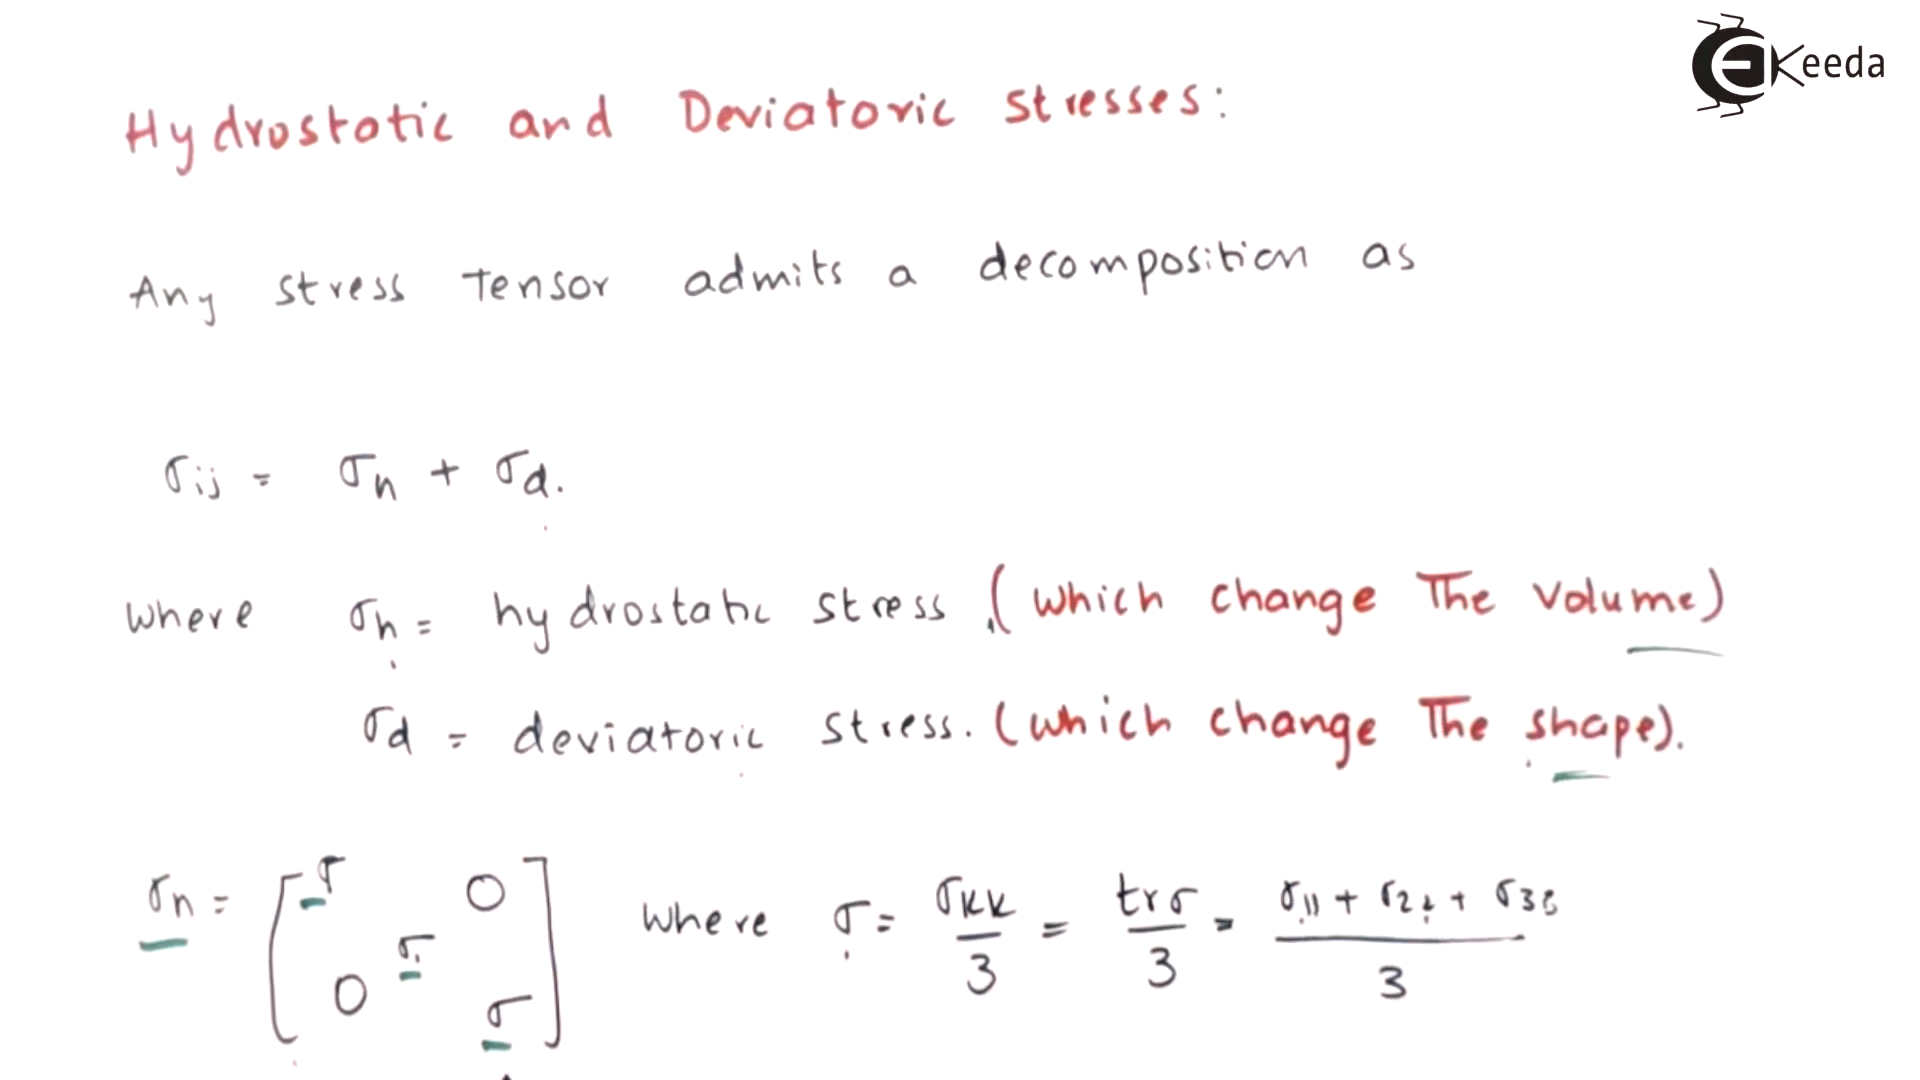 EKeeda
Hydrostatic and Deviatoric stresses:
Any stress Tensor admits a decomposition as
σij = σh + σd.
where σh = hydrostatic stress (which change The volume)
σd = deviatoric stress. (which change The shape).
σh = [σ 0
σ
0 σ] where σ = σKK/3 = trσ/3 = σ11 + σ22 + σ33/3